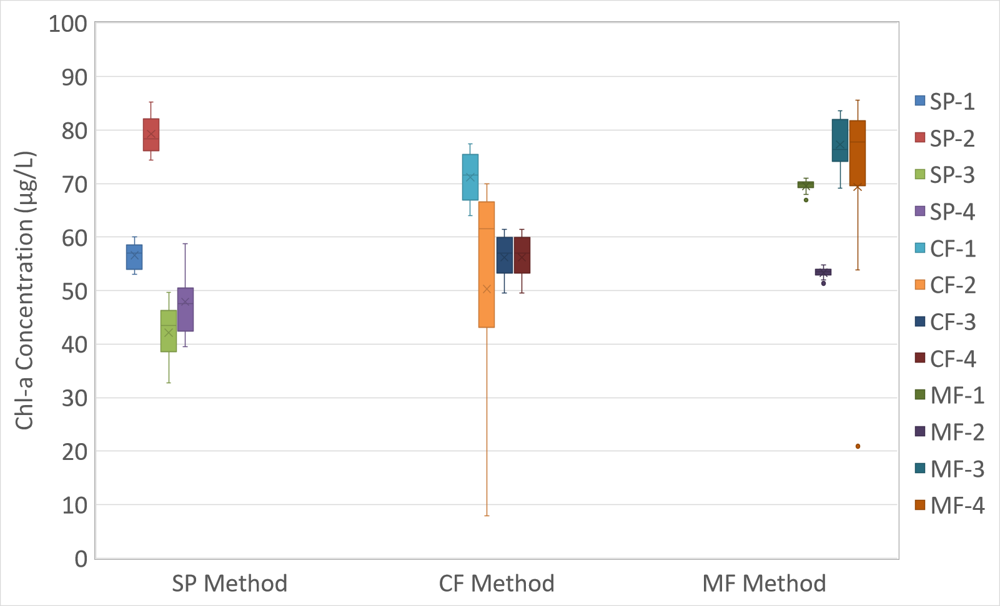 Chl-a Concentration (µg/L)
100
90
80
70
60
50
40
30
20
10
0
SP Method
CF Method
MF Method
SP-1
SP-2
SP-3
SP-4
CF-1
CF-2
CF-3
CF-4
MF-1
MF-2
MF-3
MF-4